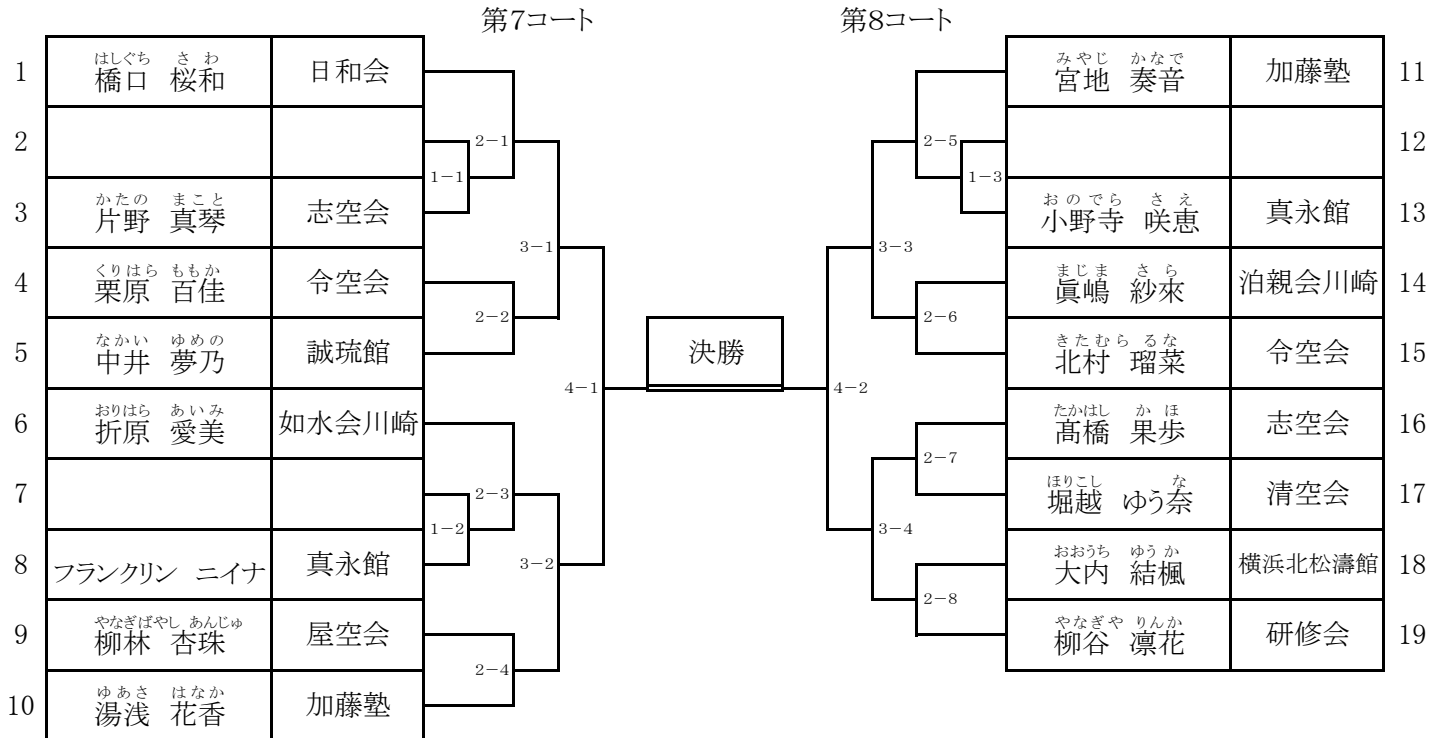 第7コート 第8コート
はしぐち さわ
1 橋口 桜和 日和会
2
かたの まこと
3 片野 真琴 志空会
くりはら ももか
4 栗原 百佳 令空会
なかい ゆめの
5 中井 夢乃 誠琉館
おりはら あいみ
6 折原 愛美 如水会川崎
7
8 フランクリン ニイナ 真永館
やなぎばやし あんじゅ
9 柳林 杏珠 屋空会
ゆあさ はなか
10 湯浅 花香 加藤塾
2-1
1-1
3-1
2-2
4-1
2-3
1-2
3-2
2-4
決勝
2-5
1-3
3-3
2-6
4-2
2-7
3-4
2-8
みやじ かなで
宮地 奏音 加藤塾 11
12
おのでら さえ
小野寺 咲恵 真永館 13
まじま さら
眞嶋 紗來 泊親会川崎 14
きたむら るな
北村 瑠菜 令空会 15
たかはし かほ
髙橋 果歩 志空会 16
ほりこし な
堀越 ゆう奈 清空会 17
おおうち ゆうか
大内 結楓 横浜北松濤館 18
やなぎや りんか
柳谷 凛花 研修会 19